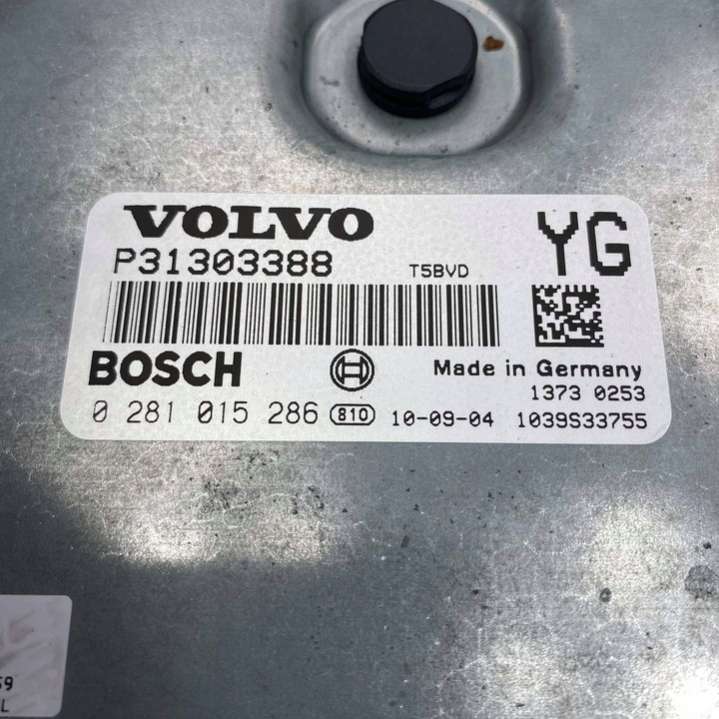 VOLVO YG
P31303388 T5BVD
BOSCH Made in Germany
1373 0253
0 281 015 286 810 10-09-04 1039S33755
59
L